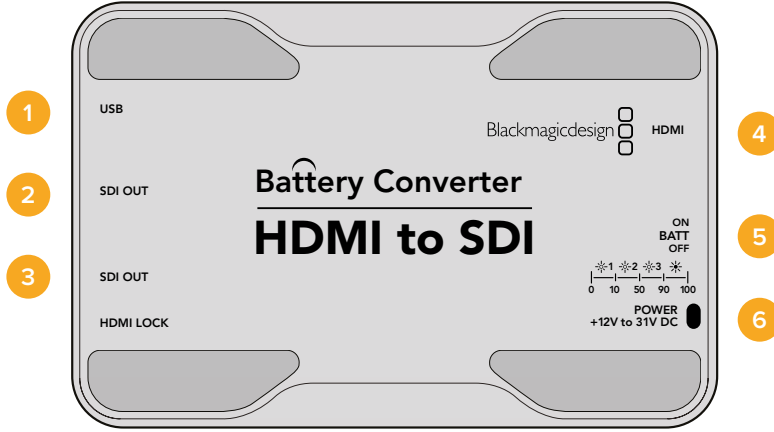 1
USB
2
SDI OUT
3
SDI OUT
HDMI LOCK
Battery Converter
HDMI to SDI
Blackmagicdesign
HDMI
4
ON
BATT
OFF
5
1 2 3
0 10 50 90 100
POWER
+12V to 31V DC
6